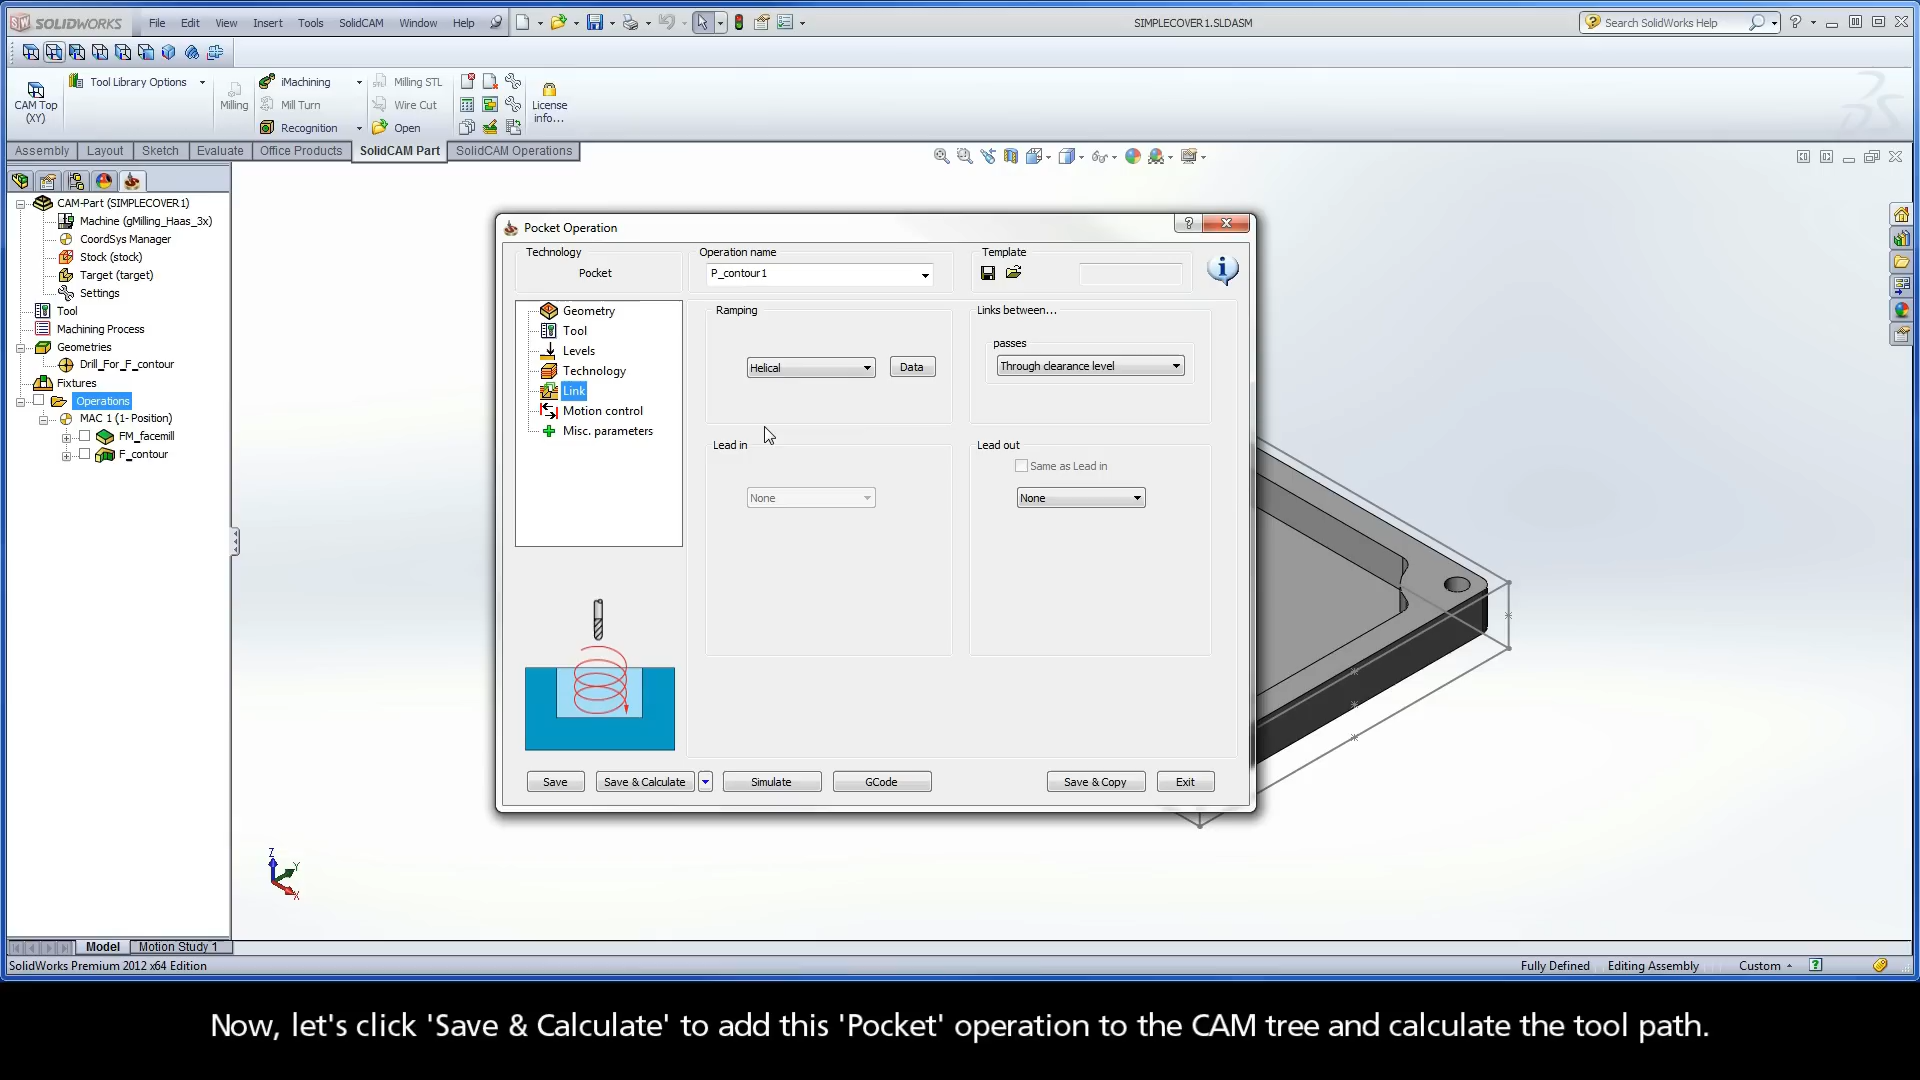 SOLIDWORKS File Edit View Insert Tools SolidCAM Window Help SIMPLECOVER1.SLDASM Search SolidWorks Help
CAM Top (XY)
Tool Library Options
Milling
iMachining
Mill Turn
Recognition
Milling STL
Wire Cut
Open
License info...
Assembly Layout Sketch Evaluate Office Products SolidCAM Part SolidCAM Operations
CAM-Part (SIMPLECOVER1)
Machine (gMilling_Haas_3x)
CoordSys Manager
Stock (stock)
Target (target)
Settings
Tool
Machining Process
Geometries
Drill_For_F_contour
Fixtures
Operations
MAC 1 (1- Position)
FM_facemill
F_contour
Pocket Operation
Technology
Pocket
Operation name
P_contour1
Template
Geometry
Tool
Levels
Technology
Link
Motion control
Misc. parameters
Ramping
Helical Data
Links between...
passes
Through clearance level
Lead in
None
Lead out
Same as Lead in
None
Save Save & Calculate Simulate GCode Save & Copy Exit
Z
Y
X
Model Motion Study 1
SolidWorks Premium 2012 x64 Edition Fully Defined Editing Assembly Custom
Now, let's click 'Save & Calculate' to add this 'Pocket' operation to the CAM tree and calculate the tool path.